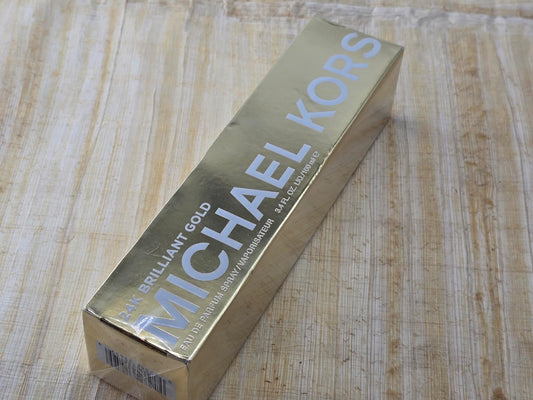 24K BRILLIANT GOLD
MICHAEL KORS
EAU DE PARFUM SPRAY/VAPORISATEUR 3.4 FL. OZ. LIQ/100 ml ℮